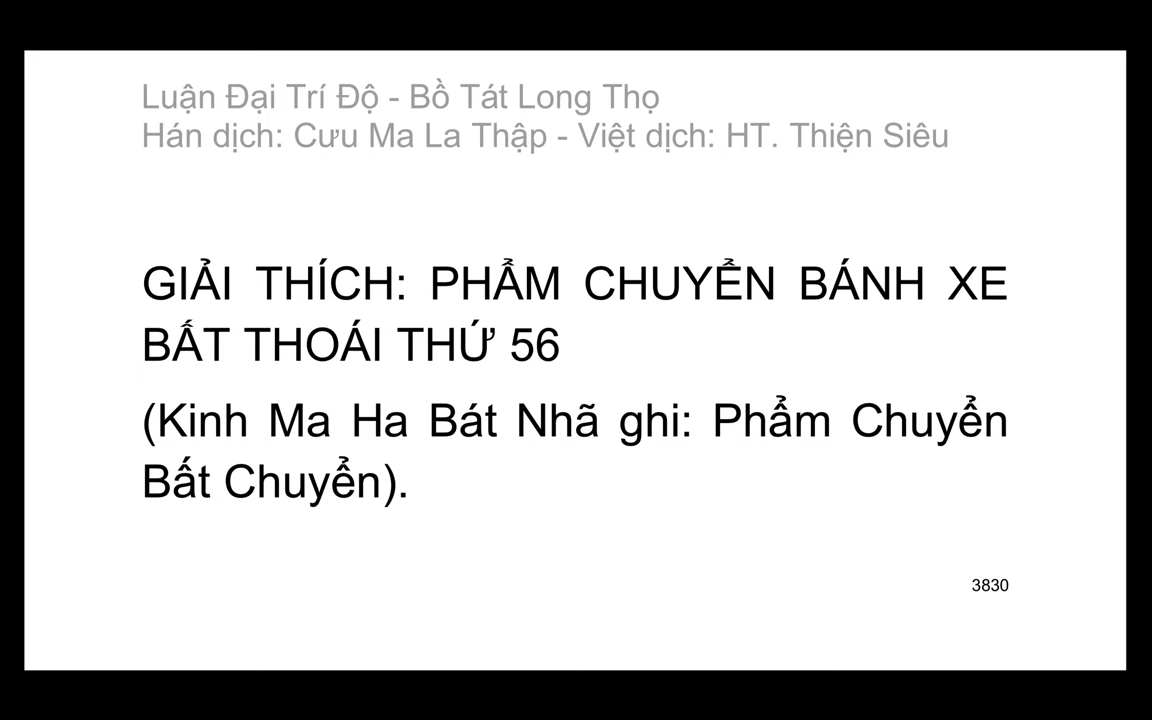 Luận Đại Trí Độ - Bồ Tát Long Thọ
Hán dịch: Cưu Ma La Thập - Việt dịch: HT. Thiện Siêu
GIẢI THÍCH: PHẨM CHUYỂN BÁNH XE
BẤT THOÁI THỨ 56
(Kinh Ma Ha Bát Nhã ghi: Phẩm Chuyển
Bất Chuyển).
3830